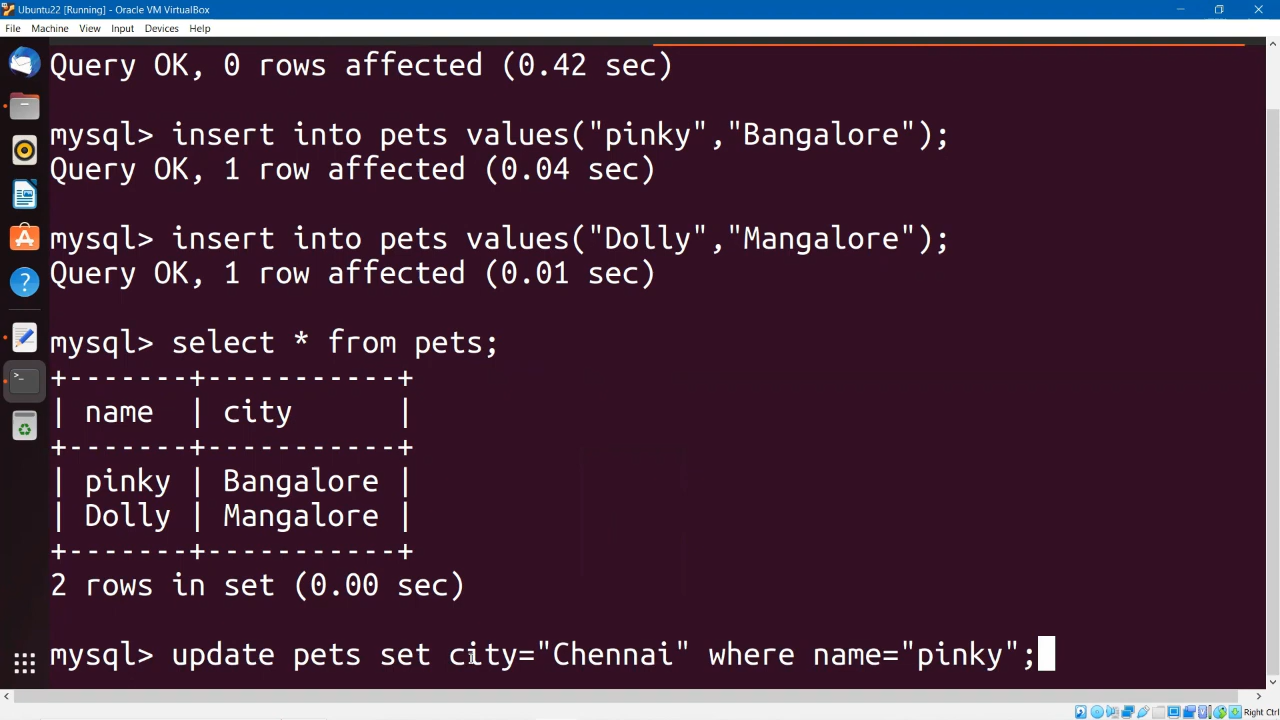 Ubuntu22 [Running] - Oracle VM VirtualBox
File Machine View Input Devices Help
Query OK, 0 rows affected (0.42 sec)
mysql> insert into pets values("pinky","Bangalore");
Query OK, 1 row affected (0.04 sec)
mysql> insert into pets values("Dolly","Mangalore");
Query OK, 1 row affected (0.01 sec)
mysql> select * from pets;
+-------+-----------+
| name  | city      |
+-------+-----------+
| pinky | Bangalore |
| Dolly | Mangalore |
+-------+-----------+
2 rows in set (0.00 sec)
mysql> update pets set city="Chennai" where name="pinky";
Right Ctrl